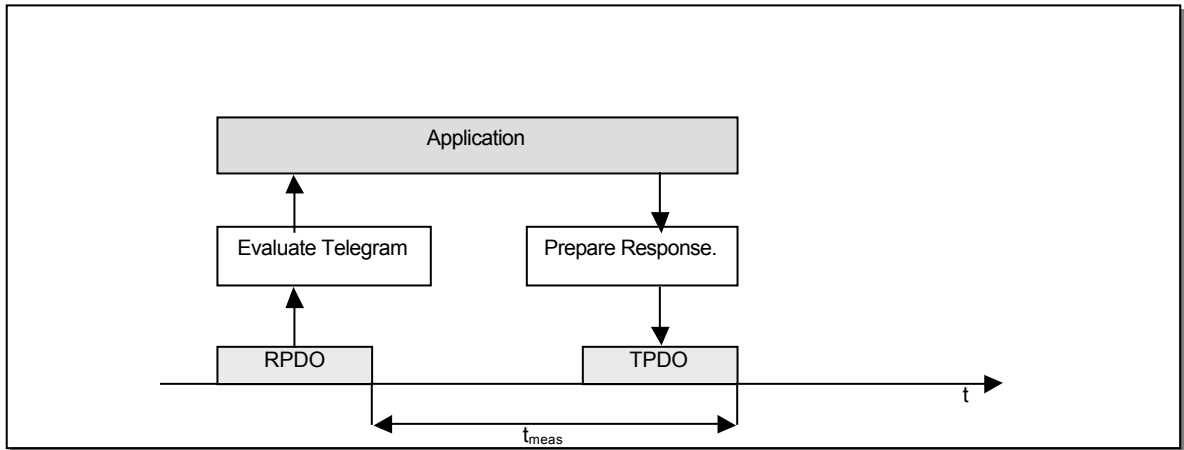 Application
Evaluate Telegram
Prepare Response.
RPDO
TPDO
t
tmeas